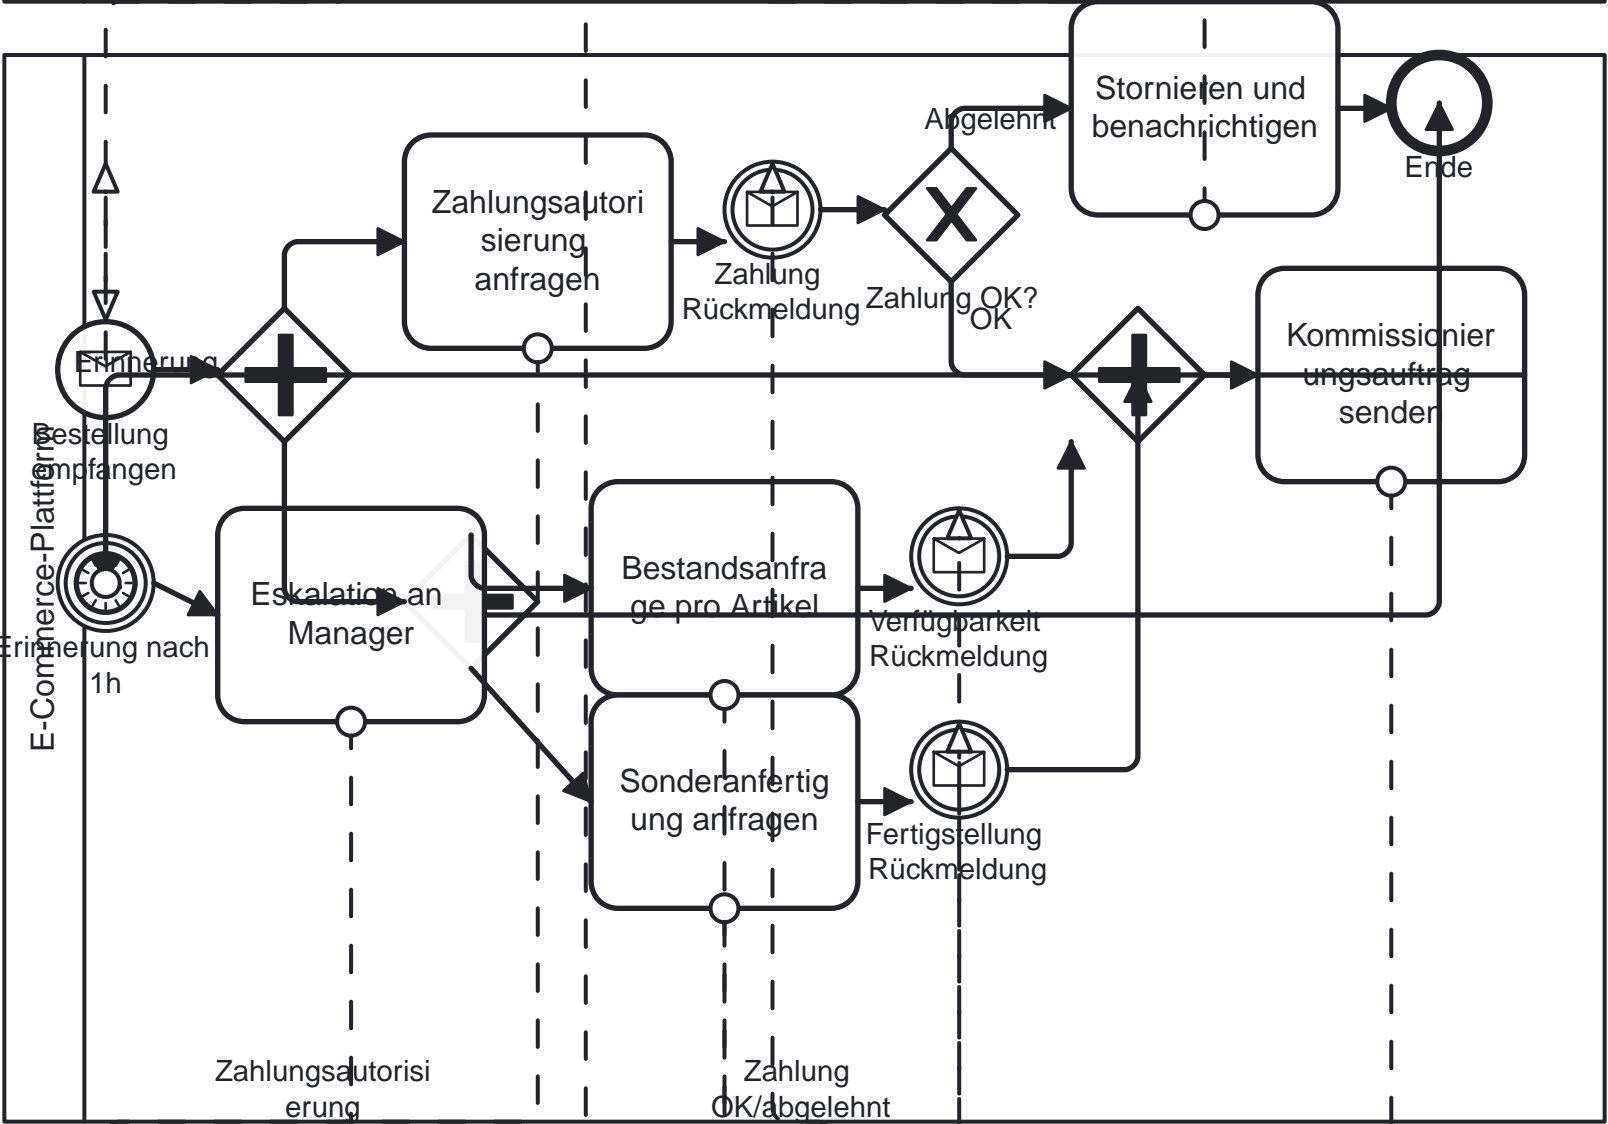 Stornieren und
benachrichtigen
Abgelehnt
Ende
Zahlungsautori
sierung
anfragen
Zahlung
Rückmeldung
Zahlung OK?
OK
Erinnerung
Kommissionier
ungsauftrag
senden
Bestellung
empfangen
E-Commerce-Plattform
Eskalation an
Manager
Bestandsanfra
ge pro Artikel
Verfügbarkeit
Rückmeldung
Erinnerung nach
1h
Sonderanfertig
ung anfragen
Fertigstellung
Rückmeldung
Zahlungsautorisi
erung
Zahlung
OK/abgelehnt